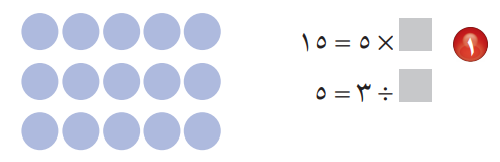 ١ □ × ٥ = ١٥
□ ÷ ٣ = ٥